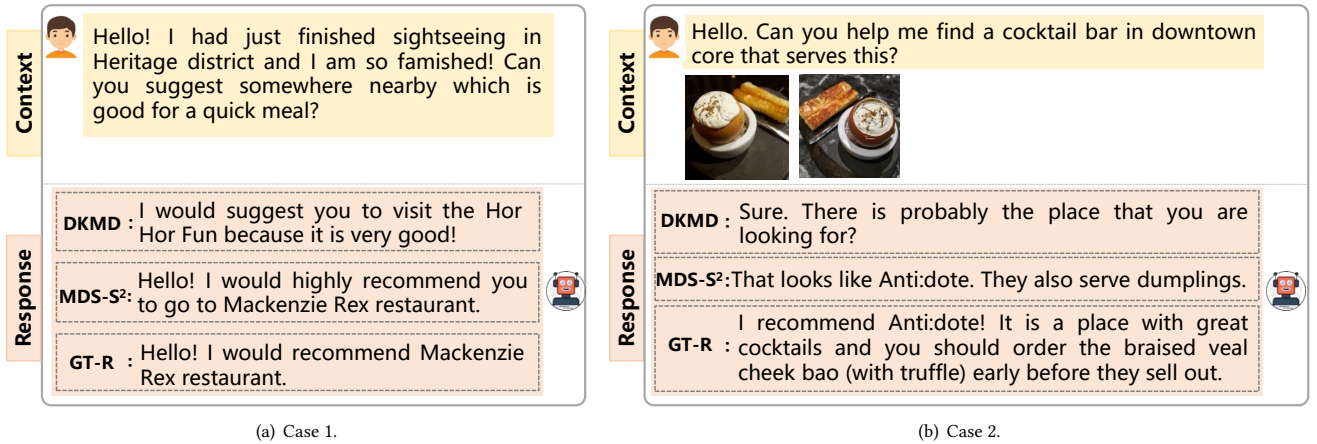 Context
Hello! I had just finished sightseeing in
Heritage district and I am so famished! Can
you suggest somewhere nearby which is
good for a quick meal?
Response
DKMD : I would suggest you to visit the Hor
Hor Fun because it is very good!
MDS-S²: Hello! I would highly recommend you
to go to Mackenzie Rex restaurant.
GT-R : Hello! I would recommend Mackenzie
Rex restaurant.
(a) Case 1.
Context
Hello. Can you help me find a cocktail bar in downtown
core that serves this?
Response
DKMD : Sure. There is probably the place that you are
looking for?
MDS-S²: That looks like Anti:dote. They also serve dumplings.
GT-R : I recommend Anti:dote! It is a place with great
cocktails and you should order the braised veal
cheek bao (with truffle) early before they sell out.
(b) Case 2.